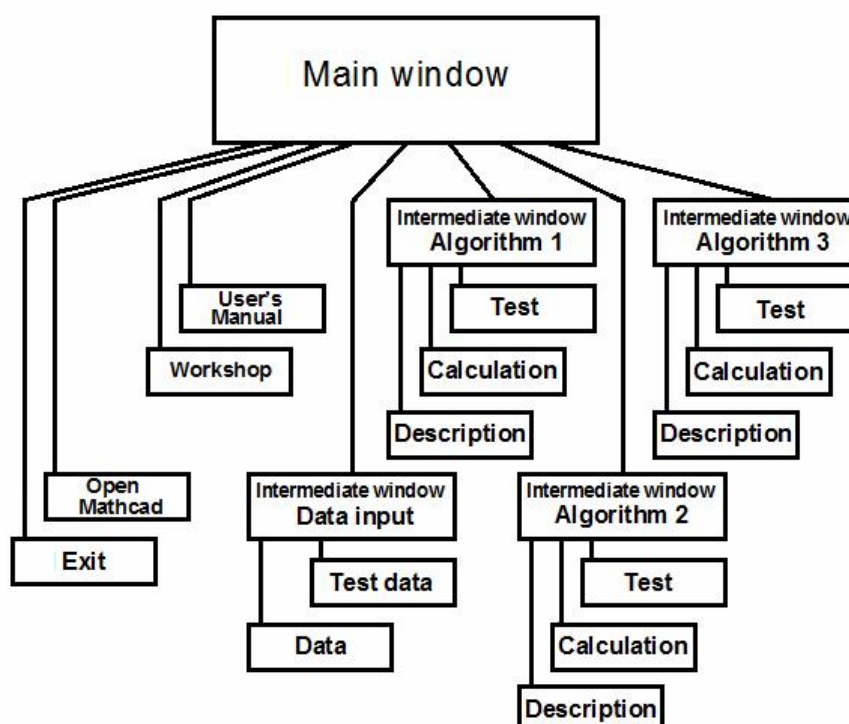 Main window
Intermediate window
Algorithm 1
Intermediate window
Algorithm 3
User's
Manual
Test
Test
Workshop
Calculation
Calculation
Description
Description
Open
Mathcad
Intermediate window
Data input
Intermediate window
Algorithm 2
Exit
Test data
Test
Data
Calculation
Description